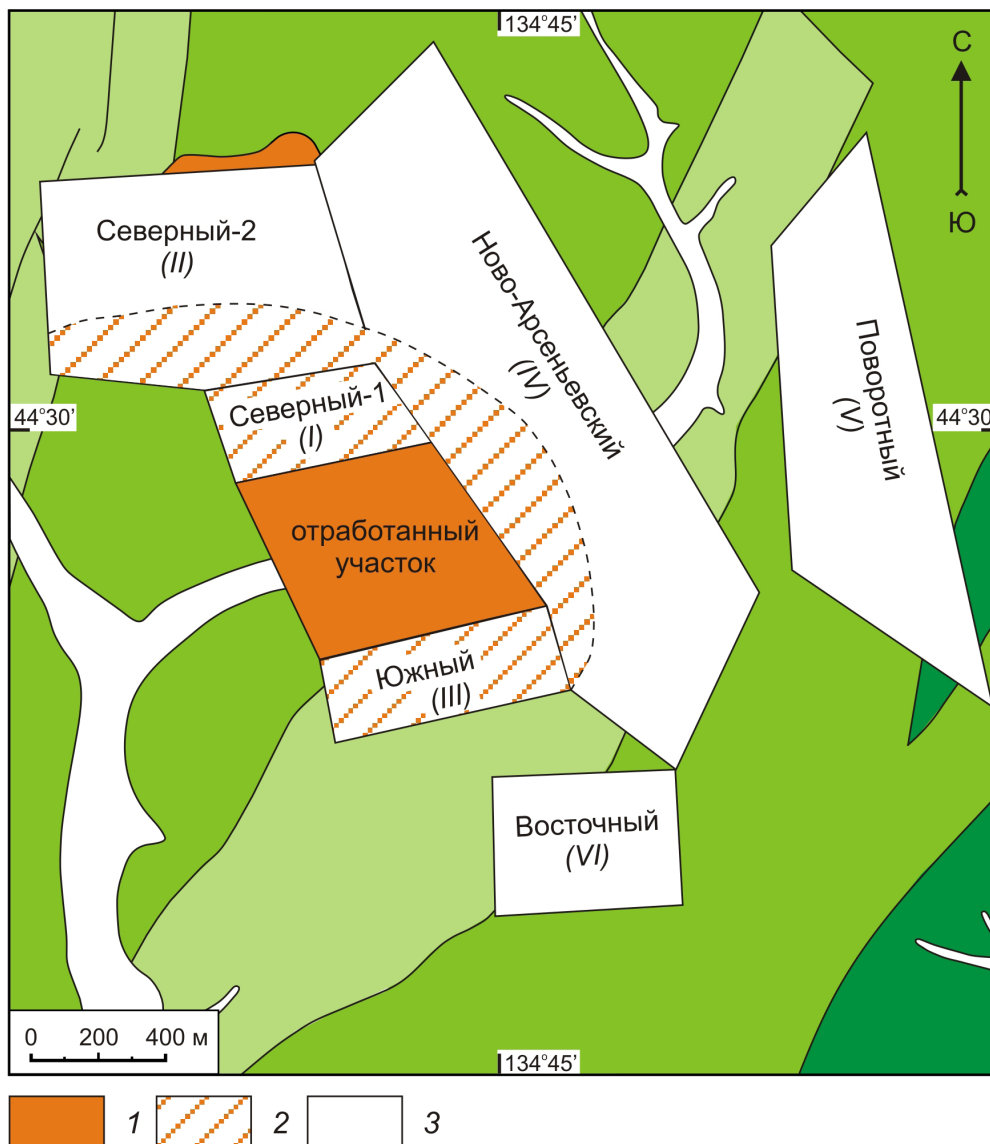 134°45'
С
Ю
Северный-2
(II)
Ново-Арсеньевский
(IV)
Поворотный
(V)
44°30'
44°30'
Северный-1
(I)
отработанный
участок
Южный
(III)
Восточный
(VI)
0 200 400 м
134°45'
1 2 3